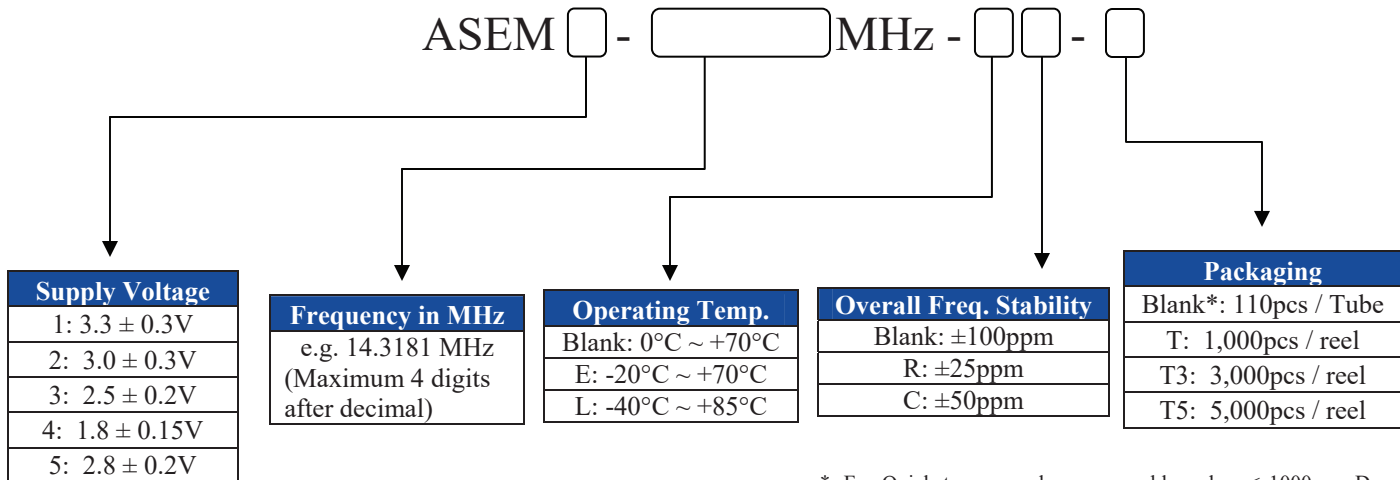 ASEM - MHz - -
Supply Voltage
1: 3.3 ± 0.3V
2: 3.0 ± 0.3V
3: 2.5 ± 0.2V
4: 1.8 ± 0.15V
5: 2.8 ± 0.2V
Frequency in MHz
e.g. 14.3181 MHz
(Maximum 4 digits
after decimal)
Operating Temp.
Blank: 0°C ~ +70°C
E: -20°C ~ +70°C
L: -40°C ~ +85°C
Overall Freq. Stability
Blank: ±100ppm
R: ±25ppm
C: ±50ppm
Packaging
Blank*: 110pcs / Tube
T: 1,000pcs / reel
T3: 3,000pcs / reel
T5: 5,000pcs / reel